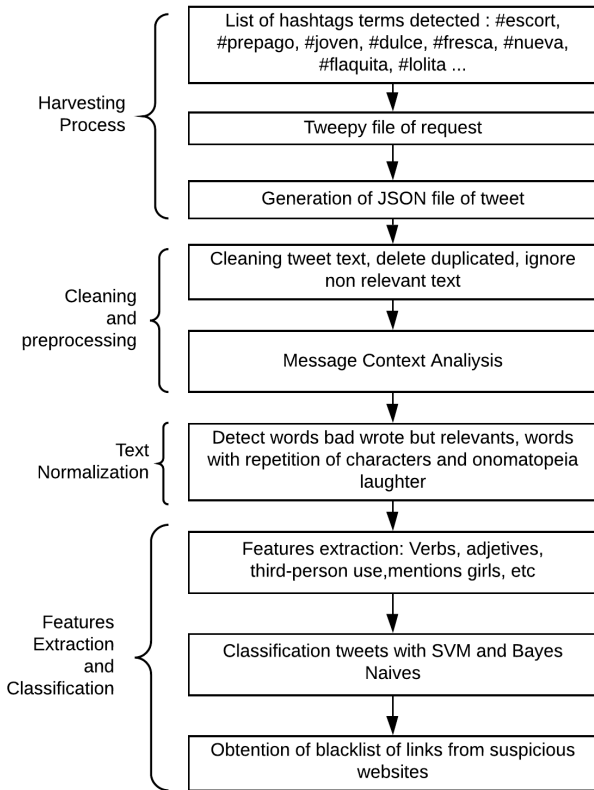 List of hashtags terms detected : #escort,
#prepago, #joven, #dulce, #fresca, #nueva,
#flaquita, #lolita ...
Harvesting
Process
Tweepy file of request
Generation of JSON file of tweet
Cleaning tweet text, delete duplicated, ignore
non relevant text
Cleaning
and
preprocessing
Message Context Analiysis
Text
Normalization
Detect words bad wrote but relevants, words
with repetition of characters and onomatopeia
laughter
Features extraction: Verbs, adjetives,
third-person use,mentions girls, etc
Features
Extraction
and
Classification
Classification tweets with SVM and Bayes
Naives
Obtention of blacklist of links from suspicious
websites